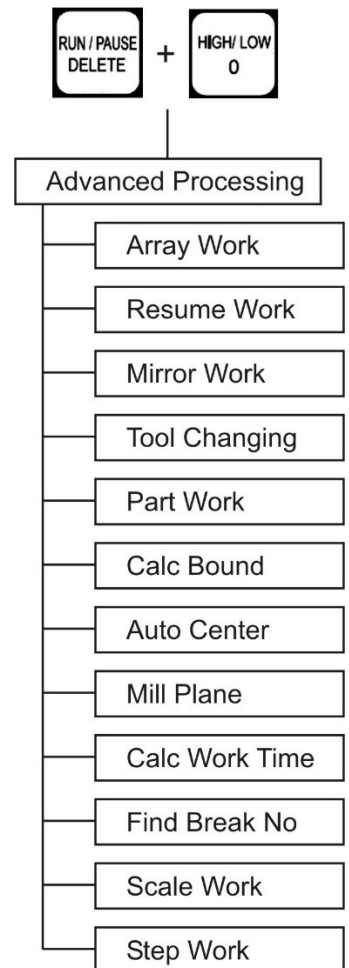 RUN / PAUSE
DELETE
+
HIGH/ LOW
0
Advanced Processing
Array Work
Resume Work
Mirror Work
Tool Changing
Part Work
Calc Bound
Auto Center
Mill Plane
Calc Work Time
Find Break No
Scale Work
Step Work